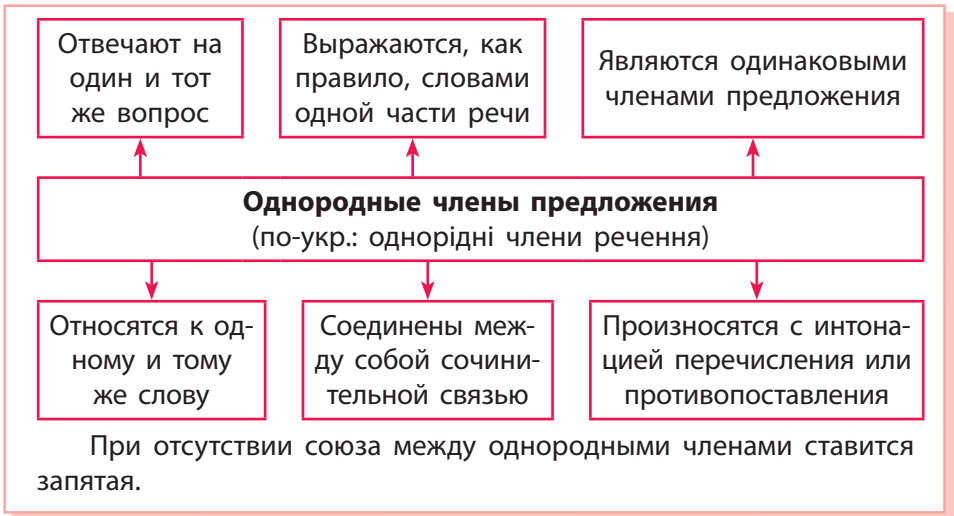 Отвечают на
один и тот
же вопрос
Выражаются, как
правило, словами
одной части речи
Являются одинаковыми
членами предложения
Однородные члены предложения
(по-укр.: однорідні члени речення)
Относятся к од-
ному и тому
же слову
Соединены меж-
ду собой сочини-
тельной связью
Произносятся с интона-
цией перечисления или
противопоставления
При отсутствии союза между однородными членами ставится
запятая.